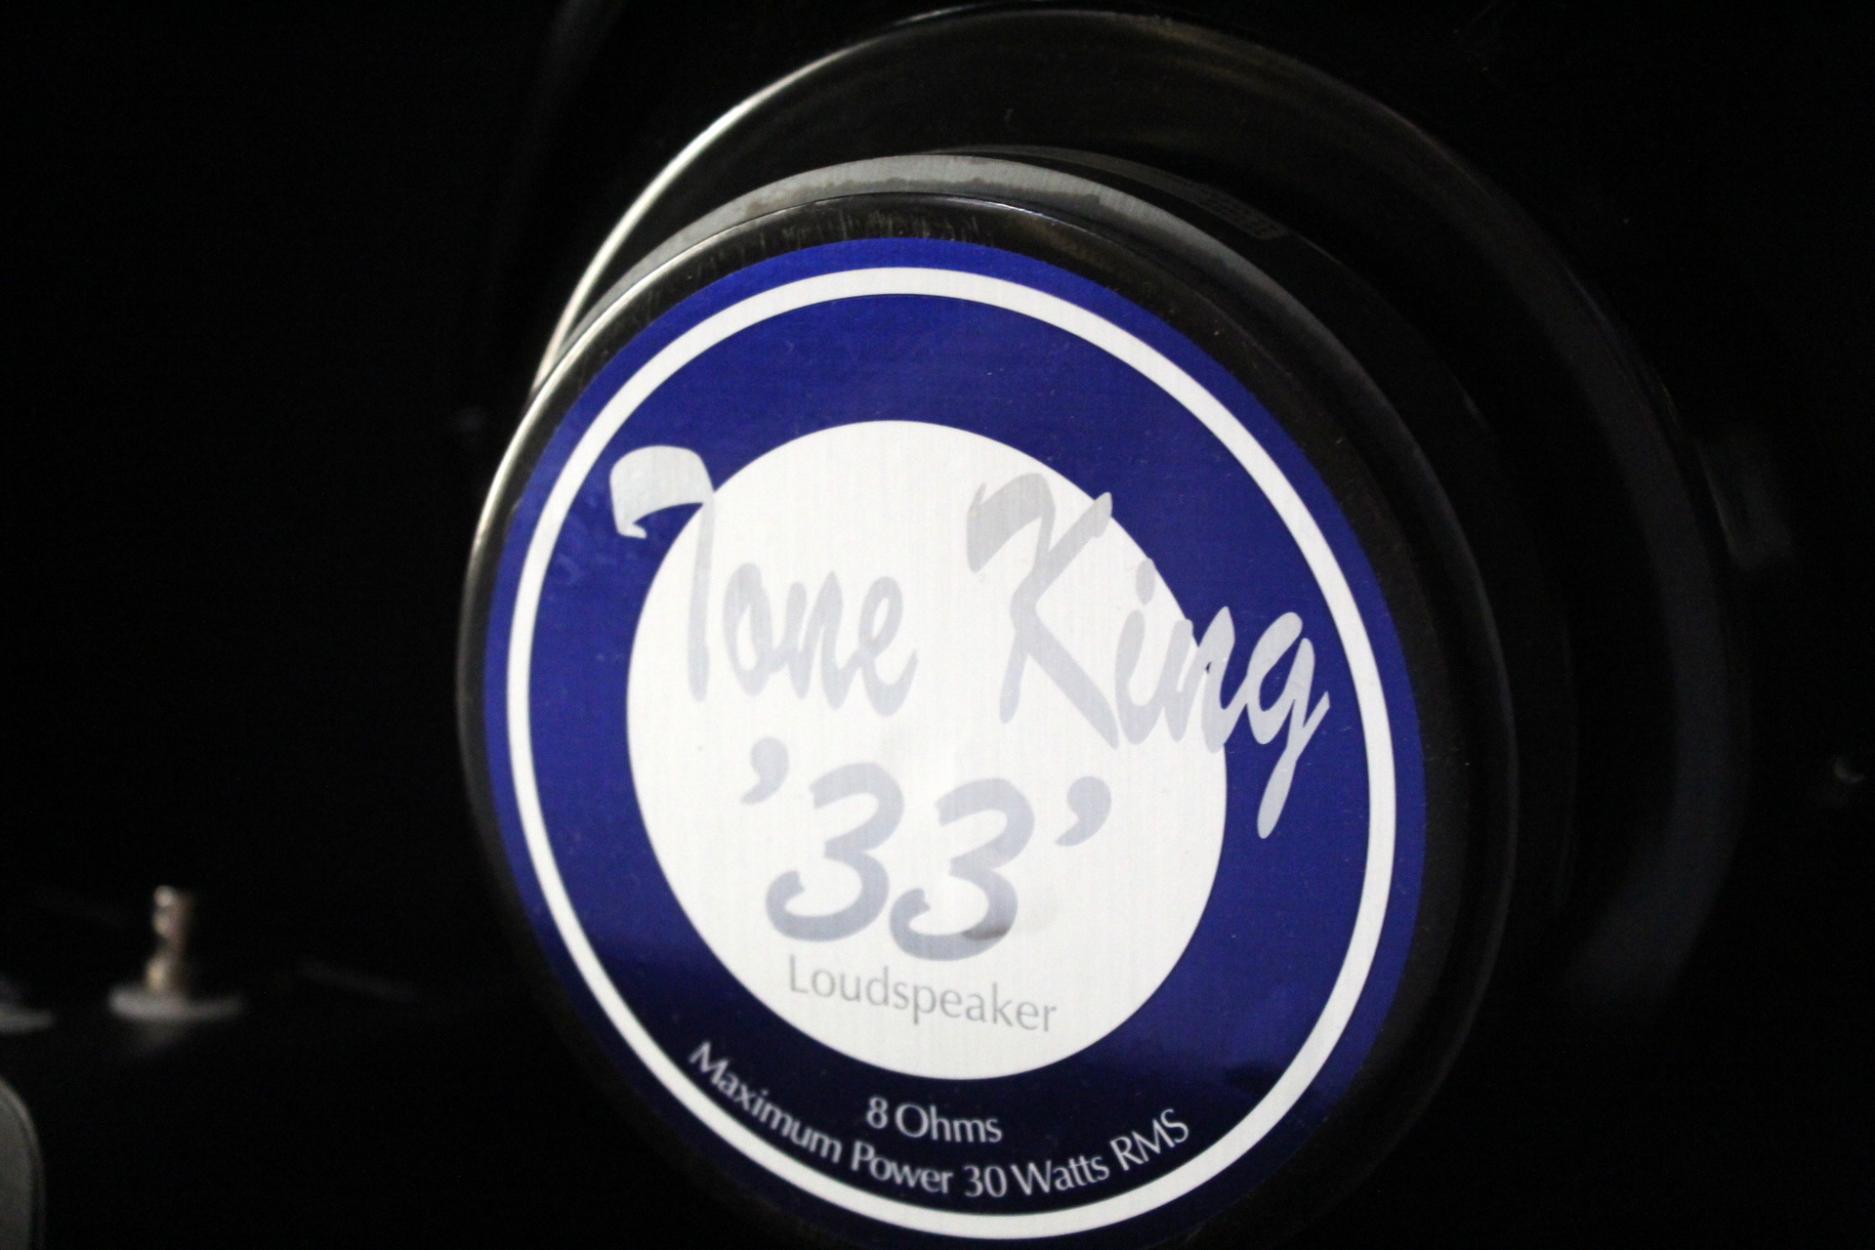 Tone King
’33’
Loudspeaker
8 Ohms
Maximum Power 30 Watts RMS